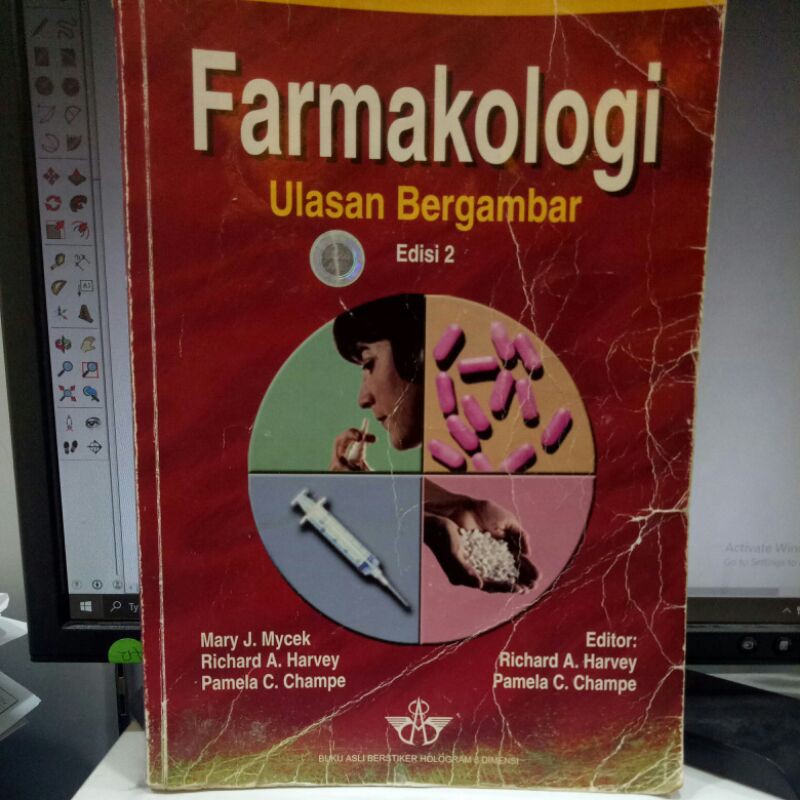 Farmakologi
Ulasan Bergambar
Edisi 2
Mary J. Mycek
Richard A. Harvey
Pamela C. Champe
Editor:
Richard A. Harvey
Pamela C. Champe
BUKU ASLI BERSTIKER HOLOGRAM 3 DIMENSI
Activate Win
Go to Settings to
Ty